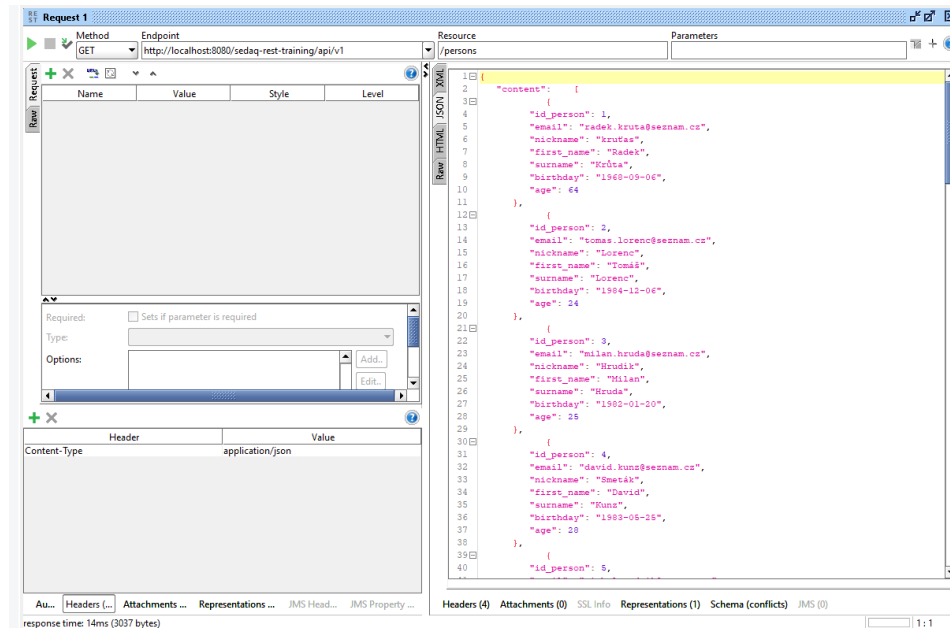 REST Request 1
Method
Endpoint
Resource
Parameters
GET
http://localhost:8080/sedaq-rest-training/api/v1
/persons
Request
Raw
Name Value Style Level
Required: Sets if parameter is required
Type:
Options:
Add..
Edit..
Header Value
Content-Type application/json
Au... Headers (... Attachments ... Representations ... JMS Head... JMS Property ...
response time: 14ms (3037 bytes)
XML
JSON
HTML
Raw
1 {
2 "content": [
3 {
4 "id_person": 1,
5 "email": "radek.kruta@seznam.cz",
6 "nickname": "kruťas",
7 "first_name": "Radek",
8 "surname": "Krůta",
9 "birthday": "1968-09-06",
10 "age": 64
11 },
12 {
13 "id_person": 2,
14 "email": "tomas.lorenc@seznam.cz",
15 "nickname": "Lorenc",
16 "first_name": "Tomáš",
17 "surname": "Lorenc",
18 "birthday": "1984-12-06",
19 "age": 24
20 },
21 {
22 "id_person": 3,
23 "email": "milan.hruda@seznam.cz",
24 "nickname": "Hrudik",
25 "first_name": "Milan",
26 "surname": "Hruda",
27 "birthday": "1982-01-20",
28 "age": 25
29 },
30 {
31 "id_person": 4,
32 "email": "david.kunz@seznam.cz",
33 "nickname": "Smeták",
34 "first_name": "David",
35 "surname": "Kunz",
36 "birthday": "1983-05-25",
37 "age": 28
38 },
39 {
40 "id_person": 5,
Headers (4) Attachments (0) SSL Info Representations (1) Schema (conflicts) JMS (0)
1 : 1